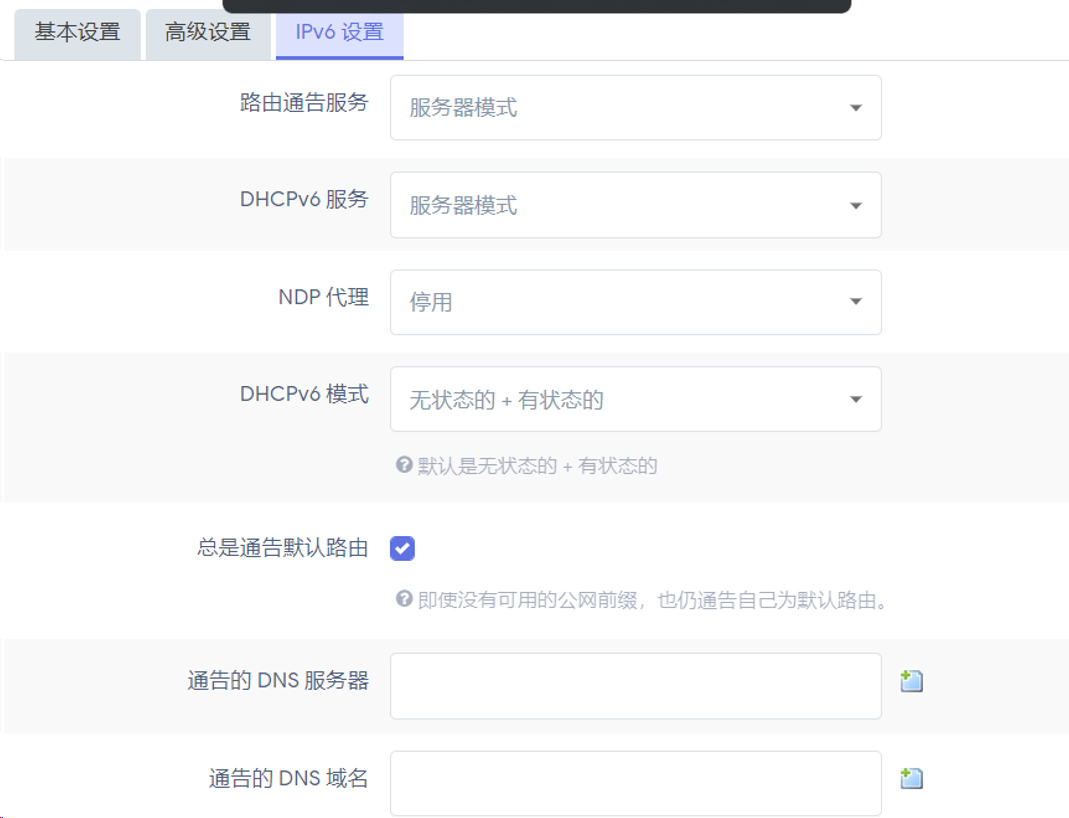 基本设置
高级设置
IPv6 设置
路由通告服务
服务器模式
DHCPv6 服务
服务器模式
NDP 代理
停用
DHCPv6 模式
无状态的 + 有状态的
默认是无状态的 + 有状态的
总是通告默认路由
即使没有可用的公网前缀，也仍通告自己为默认路由。
通告的 DNS 服务器
通告的 DNS 域名